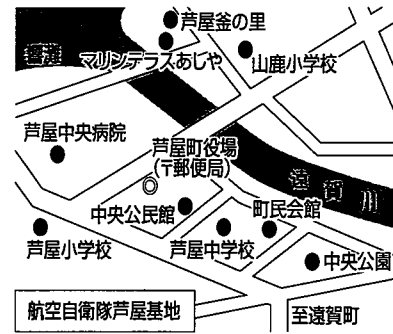 芦屋釜の里
響灘
マリンテラスあしや
山鹿小学校
芦屋中央病院
芦屋町役場
(〒郵便局)
遠賀川
中央公民館
町民会館
芦屋小学校
芦屋中学校
中央公園
航空自衛隊芦屋基地
至遠賀町